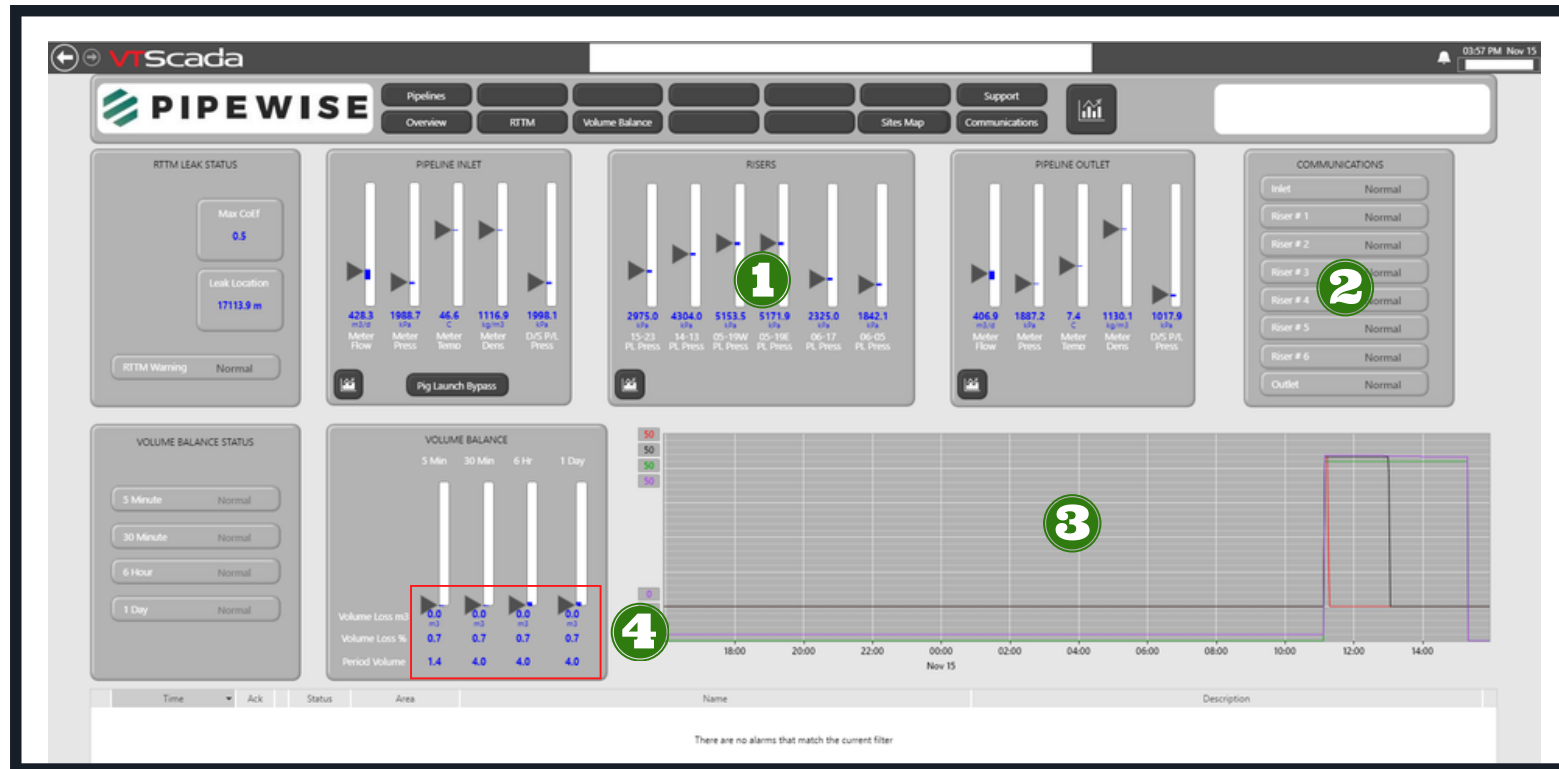 VTScada
03:57 PM Nov 15
PIPEWISE
Pipelines
Support
Overview
RTTM
Volume Balance
Sites Map
Communications
RTTM LEAK STATUS
Max CoEf
0.5
Leak Location
17113.9 m
RTTM Warning Normal
PIPELINE INLET
428.3 1988.7 46.6 1116.9 1998.1
m3/d kPa C kg/m3 kPa
Meter Meter Meter Meter D/S P/L
Flow Press Temp Dens Press
Pig Launch Bypass
RISERS
1
2975.0 4304.0 5153.5 5171.9 2325.0 1842.1
kPa kPa kPa kPa kPa kPa
15-23 14-13 05-19W 05-19E 06-17 06-05
PL Press PL Press PL Press PL Press PL Press PL Press
PIPELINE OUTLET
406.9 1887.2 7.4 1130.1 1017.9
m3/d kPa C kg/m3 kPa
Meter Meter Meter Meter D/S P/L
Flow Press Temp Dens Press
COMMUNICATIONS
Inlet Normal
Riser # 1 Normal
Riser # 2 Normal
Riser # 3 Normal
2
Riser # 4 Normal
Riser # 5 Normal
Riser # 6 Normal
Outlet Normal
VOLUME BALANCE STATUS
5 Minute Normal
30 Minute Normal
6 Hour Normal
1 Day Normal
VOLUME BALANCE
5 Min 30 Min 6 Hr 1 Day
Volume Loss m3 0.0 0.0 0.0 0.0
m3 m3 m3 m3
Volume Loss % 0.7 0.7 0.7 0.7
Period Volume 1.4 4.0 4.0 4.0
4
50
50
50
50
3
0
18:00 20:00 22:00 00:00 02:00 04:00 06:00 08:00 10:00 12:00 14:00
Nov 15
Time Ack Status Area Name Description
There are no alarms that match the current filter